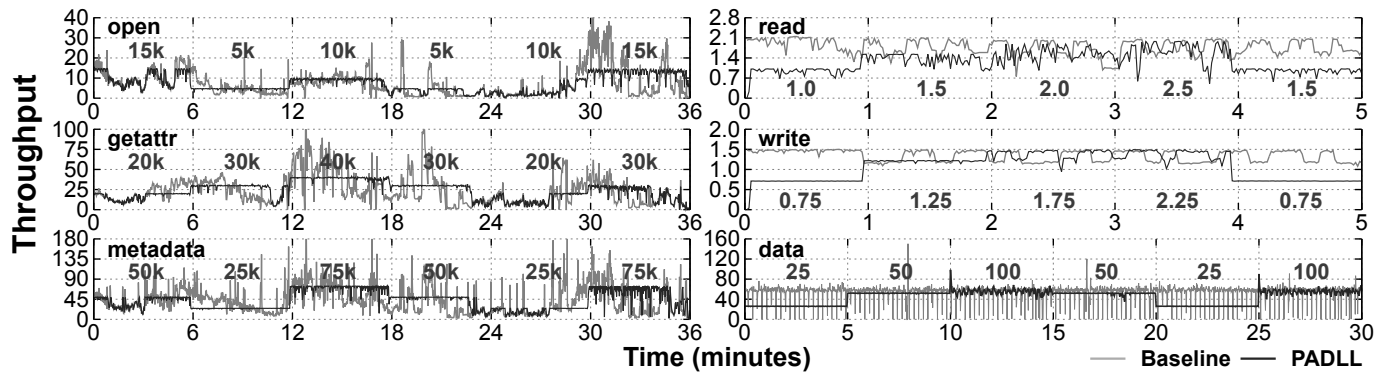 Throughput
open
40
30
20
10
0
15k 5k 10k 5k 10k 15k
0 6 12 18 24 30 36
getattr
100
75
50
25
0
20k 30k 40k 30k 20k 30k
0 6 12 18 24 30 36
metadata
180
135
90
45
0
50k 25k 75k 50k 25k 75k
0 6 12 18 24 30 36
read
2.8
2.1
1.4
0.7
0
1.0 1.5 2.0 2.5 1.5
0 1 2 3 4 5
write
2.0
1.5
1.0
0.5
0
0.75 1.25 1.75 2.25 0.75
0 1 2 3 4 5
data
160
120
80
40
0
25 50 100 50 25 100
0 5 10 15 20 25 30
Time (minutes)
Baseline PADLL